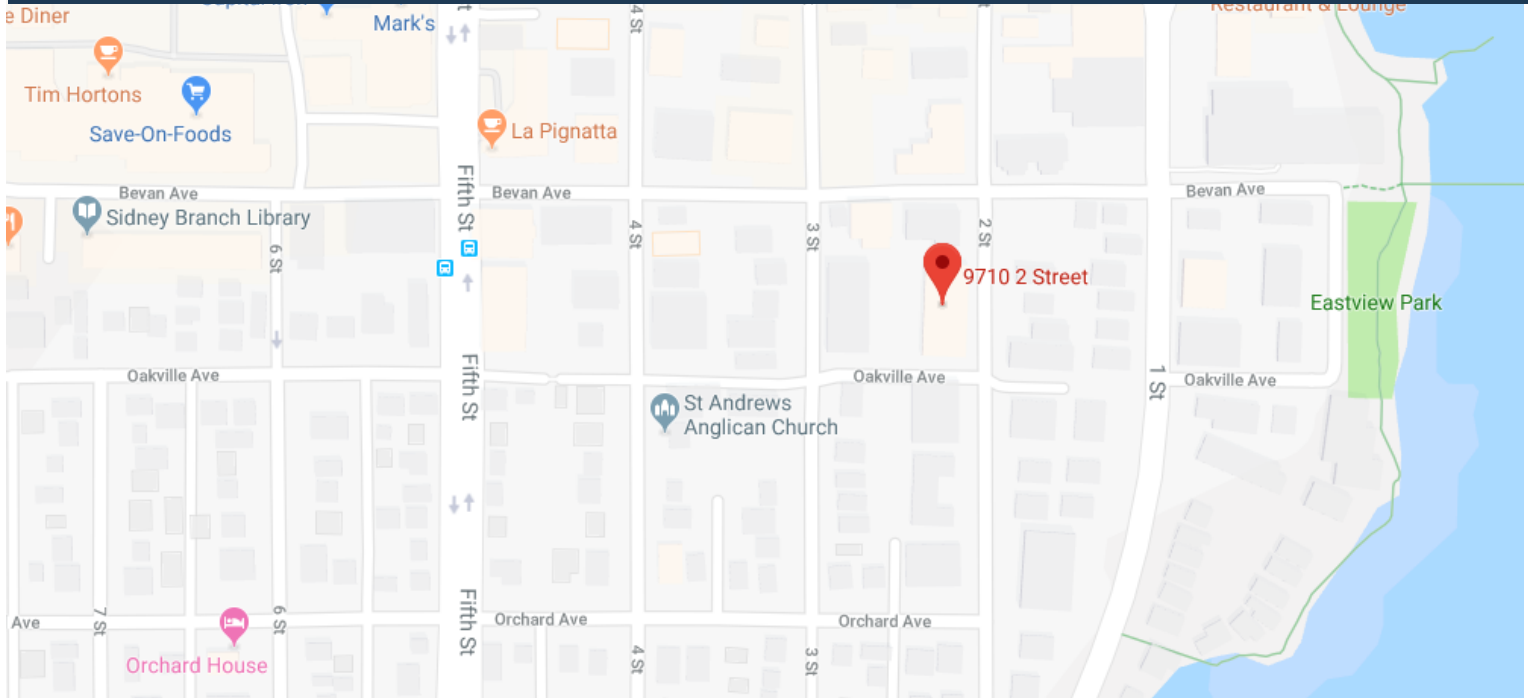 e Diner
Mark's
4 St
Restaurant & Lounge
Tim Hortons
Save-On-Foods
La Pignatta
Bevan Ave
Fifth St
Bevan Ave
Bevan Ave
Sidney Branch Library
6 St
4 St
3 St
2 St
9710 2 Street
Eastview Park
Oakville Ave
Fifth St
Oakville Ave
1 St
Oakville Ave
St Andrews
Anglican Church
Ave
7 St
6 St
Fifth St
Orchard Ave
Orchard Ave
Orchard House
4 St
3 St